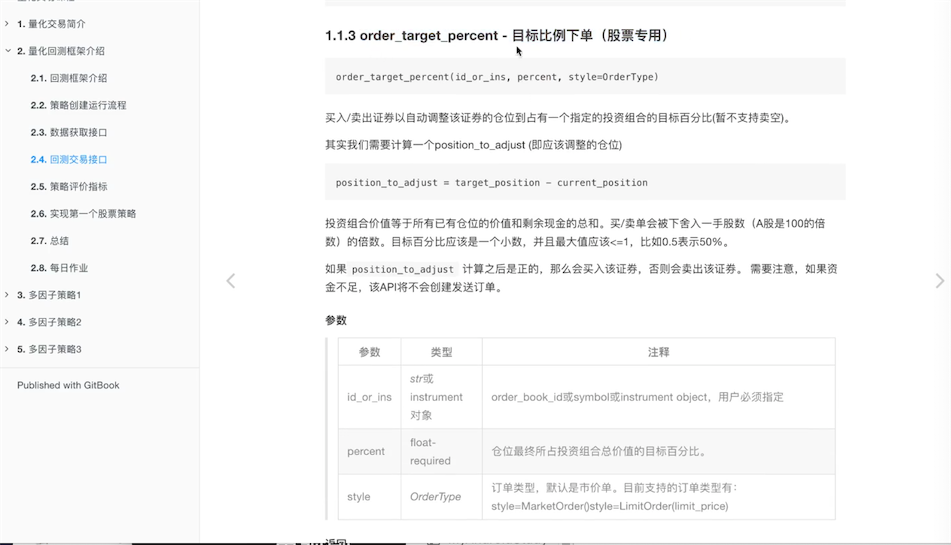 1. 量化交易简介
2. 量化回测框架介绍
2.1. 回测框架介绍
2.2. 策略创建运行流程
2.3. 数据获取接口
2.4. 回测交易接口
2.5. 策略评价指标
2.6. 实现第一个股票策略
2.7. 总结
2.8. 每日作业
3. 多因子策略1
4. 多因子策略2
5. 多因子策略3
Published with GitBook
1.1.3 order_target_percent - 目标比例下单（股票专用）
order_target_percent(id_or_ins, percent, style=OrderType)
买入/卖出证券以自动调整该证券的仓位到占有一个指定的投资组合的目标百分比(暂不支持卖空)。
其实我们需要计算一个position_to_adjust (即应该调整的仓位)
position_to_adjust = target_position - current_position
投资组合价值等于所有已有仓位的价值和剩余现金的总和。买/卖单会被下舍入一手股数（A股是100的倍
数）的倍数。目标百分比应该是一个小数，并且最大值应该<=1，比如0.5表示50%。
如果 position_to_adjust 计算之后是正的，那么会买入该证券，否则会卖出该证券。 需要注意，如果资
金不足，该API将不会创建发送订单。
参数
参数 类型 注释
id_or_ins str或 instrument 对象 order_book_id或symbol或instrument object，用户必须指定
percent float-required 仓位最终所占投资组合总价值的目标百分比。
style OrderType 订单类型，默认是市价单。目前支持的订单类型有：
style=MarketOrder()style=LimitOrder(limit_price)